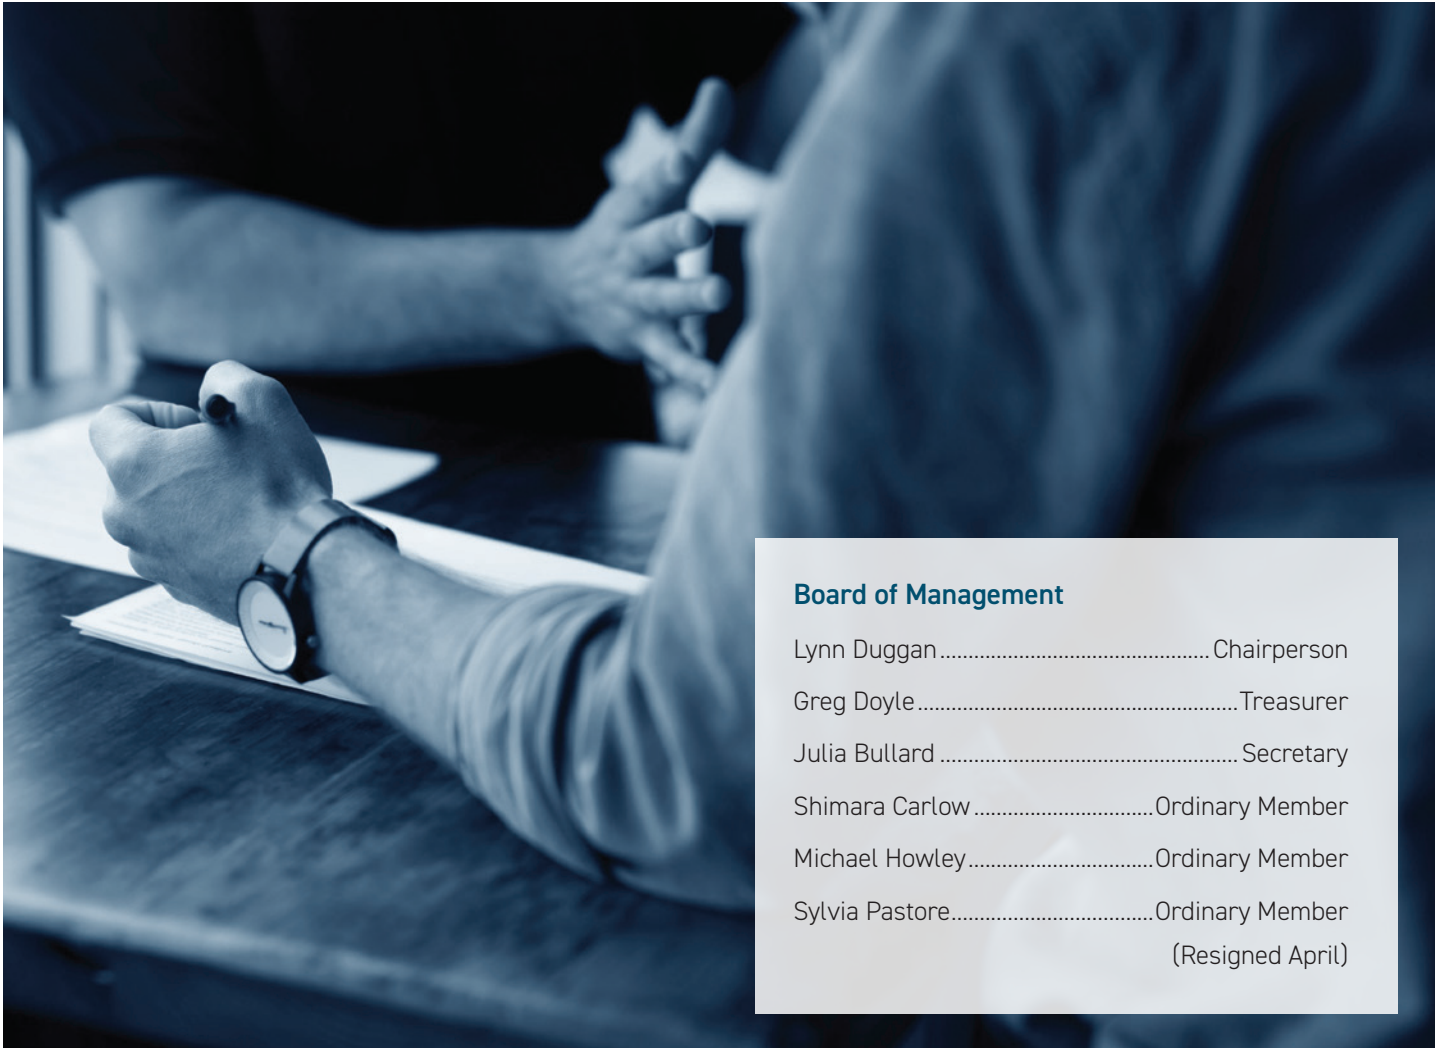 Board of Management
Lynn Duggan................................................Chairperson
Greg Doyle.........................................................Treasurer
Julia Bullard .....................................................Secretary
Shimara Carlow................................Ordinary Member
Michael Howley.................................Ordinary Member
Sylvia Pastore....................................Ordinary Member
(Resigned April)